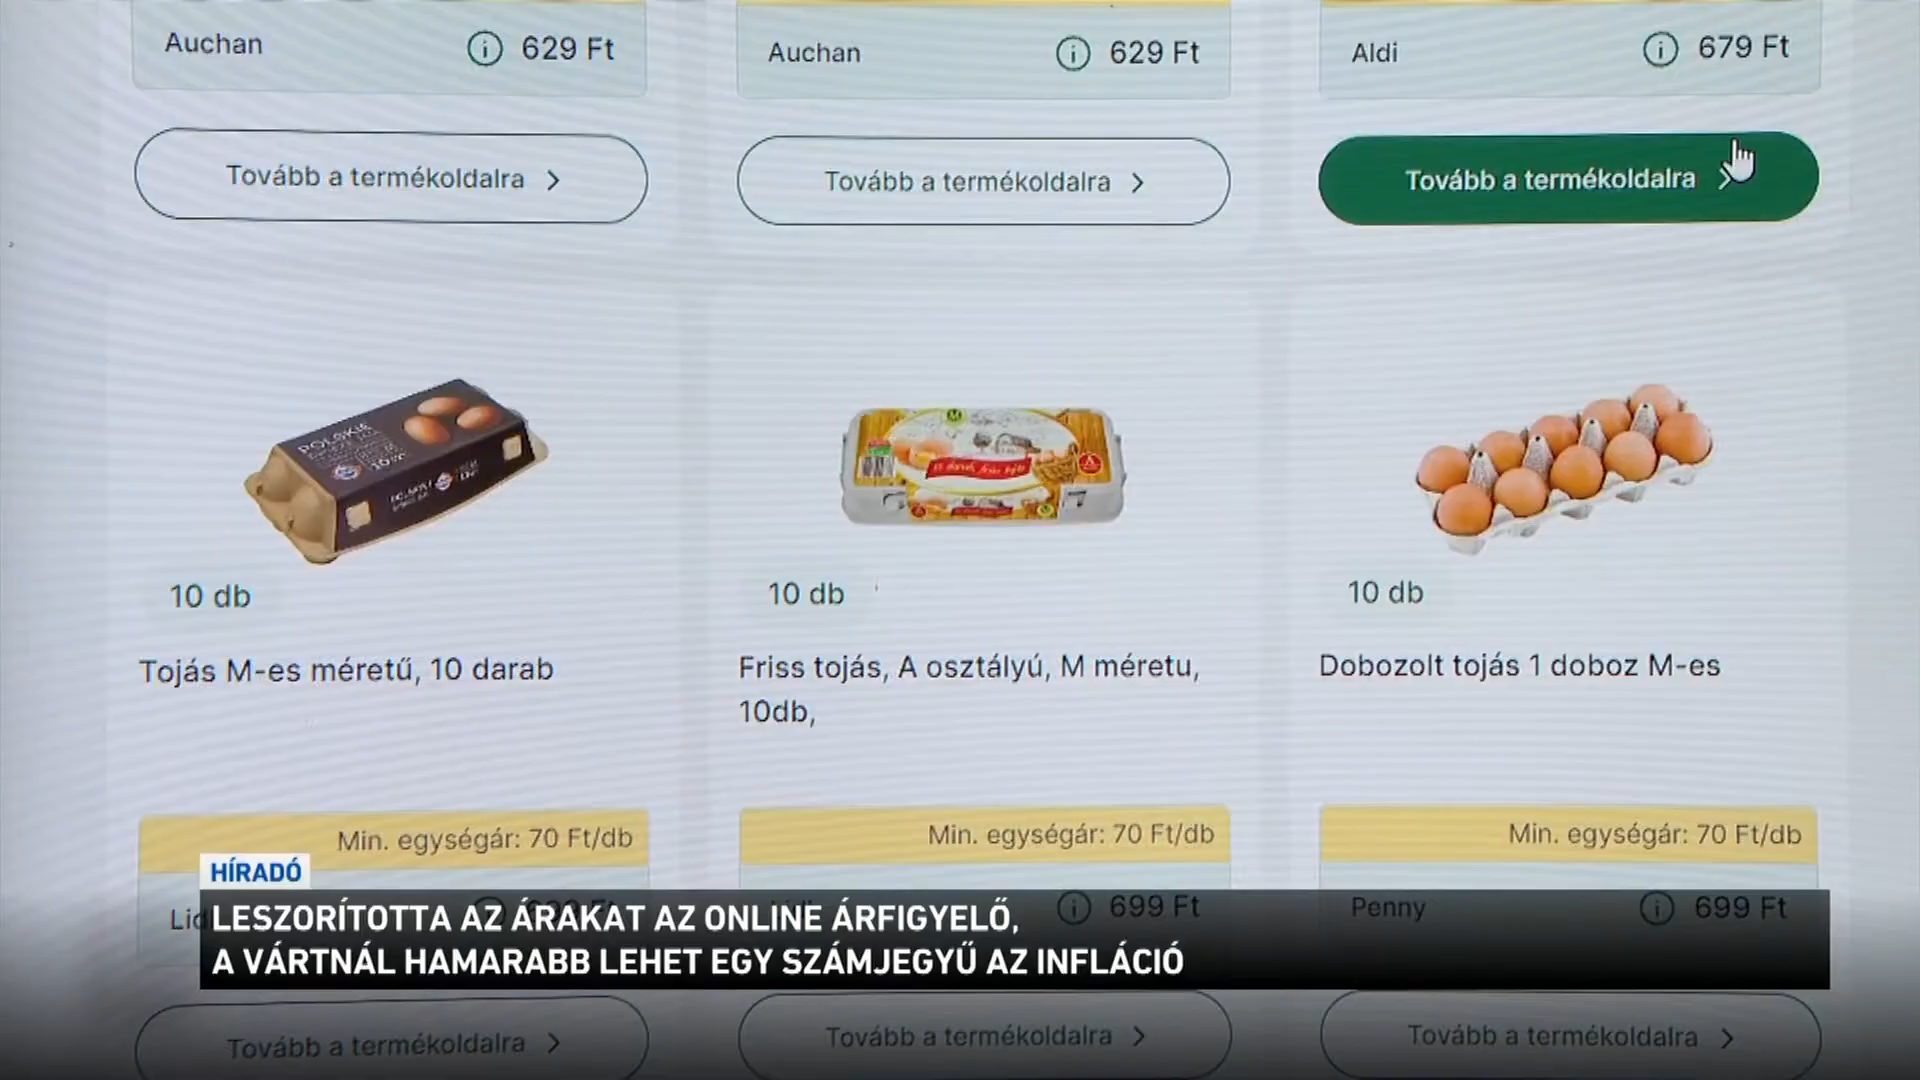 Auchan 629 Ft
Auchan 629 Ft
Aldi 679 Ft
Tovább a termékoldalra
Tovább a termékoldalra
Tovább a termékoldalra
POLSKIE
10 db
10 db
10 db
Tojás M-es méretű, 10 darab
Friss tojás, A osztályú, M méretu,
10db,
Dobozolt tojás 1 doboz M-es
Min. egységár: 70 Ft/db
Min. egységár: 70 Ft/db
Min. egységár: 70 Ft/db
699 Ft
Penny 699 Ft
HÍRADÓ
LESZORÍTOTTA AZ ÁRAKAT AZ ONLINE ÁRFIGYELŐ,
A VÁRTNÁL HAMARABB LEHET EGY SZÁMJEGYŰ AZ INFLÁCIÓ
Tovább a termékoldalra
Tovább a termékoldalra
Tovább a termékoldalra